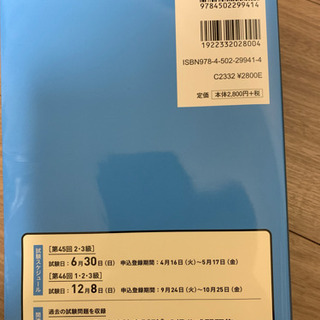 9784502299414
1922332028004
ISBN978-4-502-29941-4
C2332 ¥2800E
定価 本体2,800円+税
試験スケジュール
[第45回 2・3級]
試験日:6月30日(日) 申込登録期間:4月16日(火)~5月17日(金)
[第46回 1・2・3級]
試験日:12月8日(日) 申込登録期間:9月24日(火)~10月25日(金)
過去の試験問題を収録